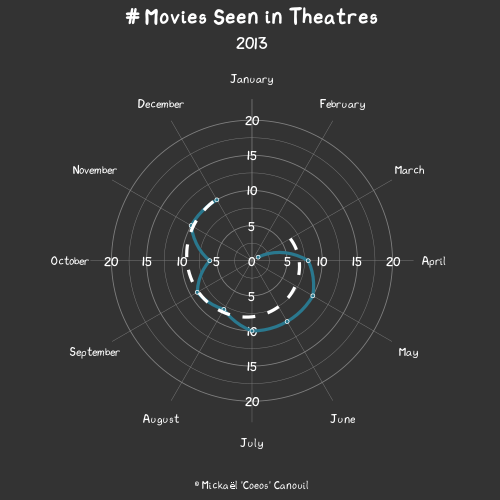 # Movies Seen in Theatres
2013
January
December February
20
November 15 March
10
5
October 20 15 10 5 0 5 10 15 20 April
5
10
September 15 May
20
August June
July
© Mickaël 'Coeos' Canouil